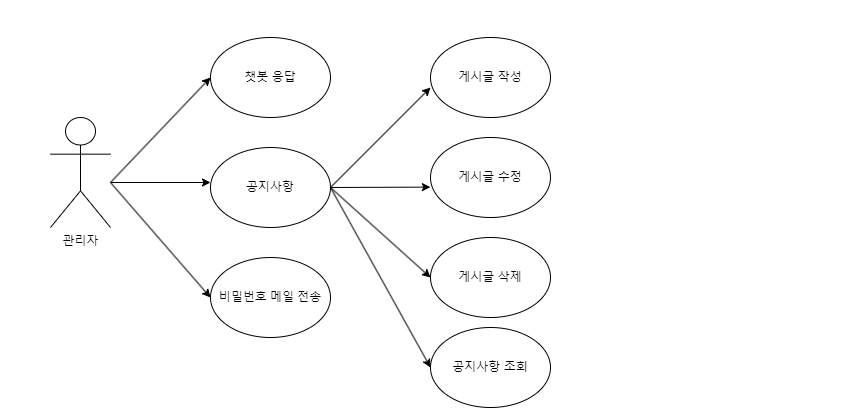 관리자
챗봇 응답
공지사항
비밀번호 메일 전송
게시글 작성
게시글 수정
게시글 삭제
공지사항 조회